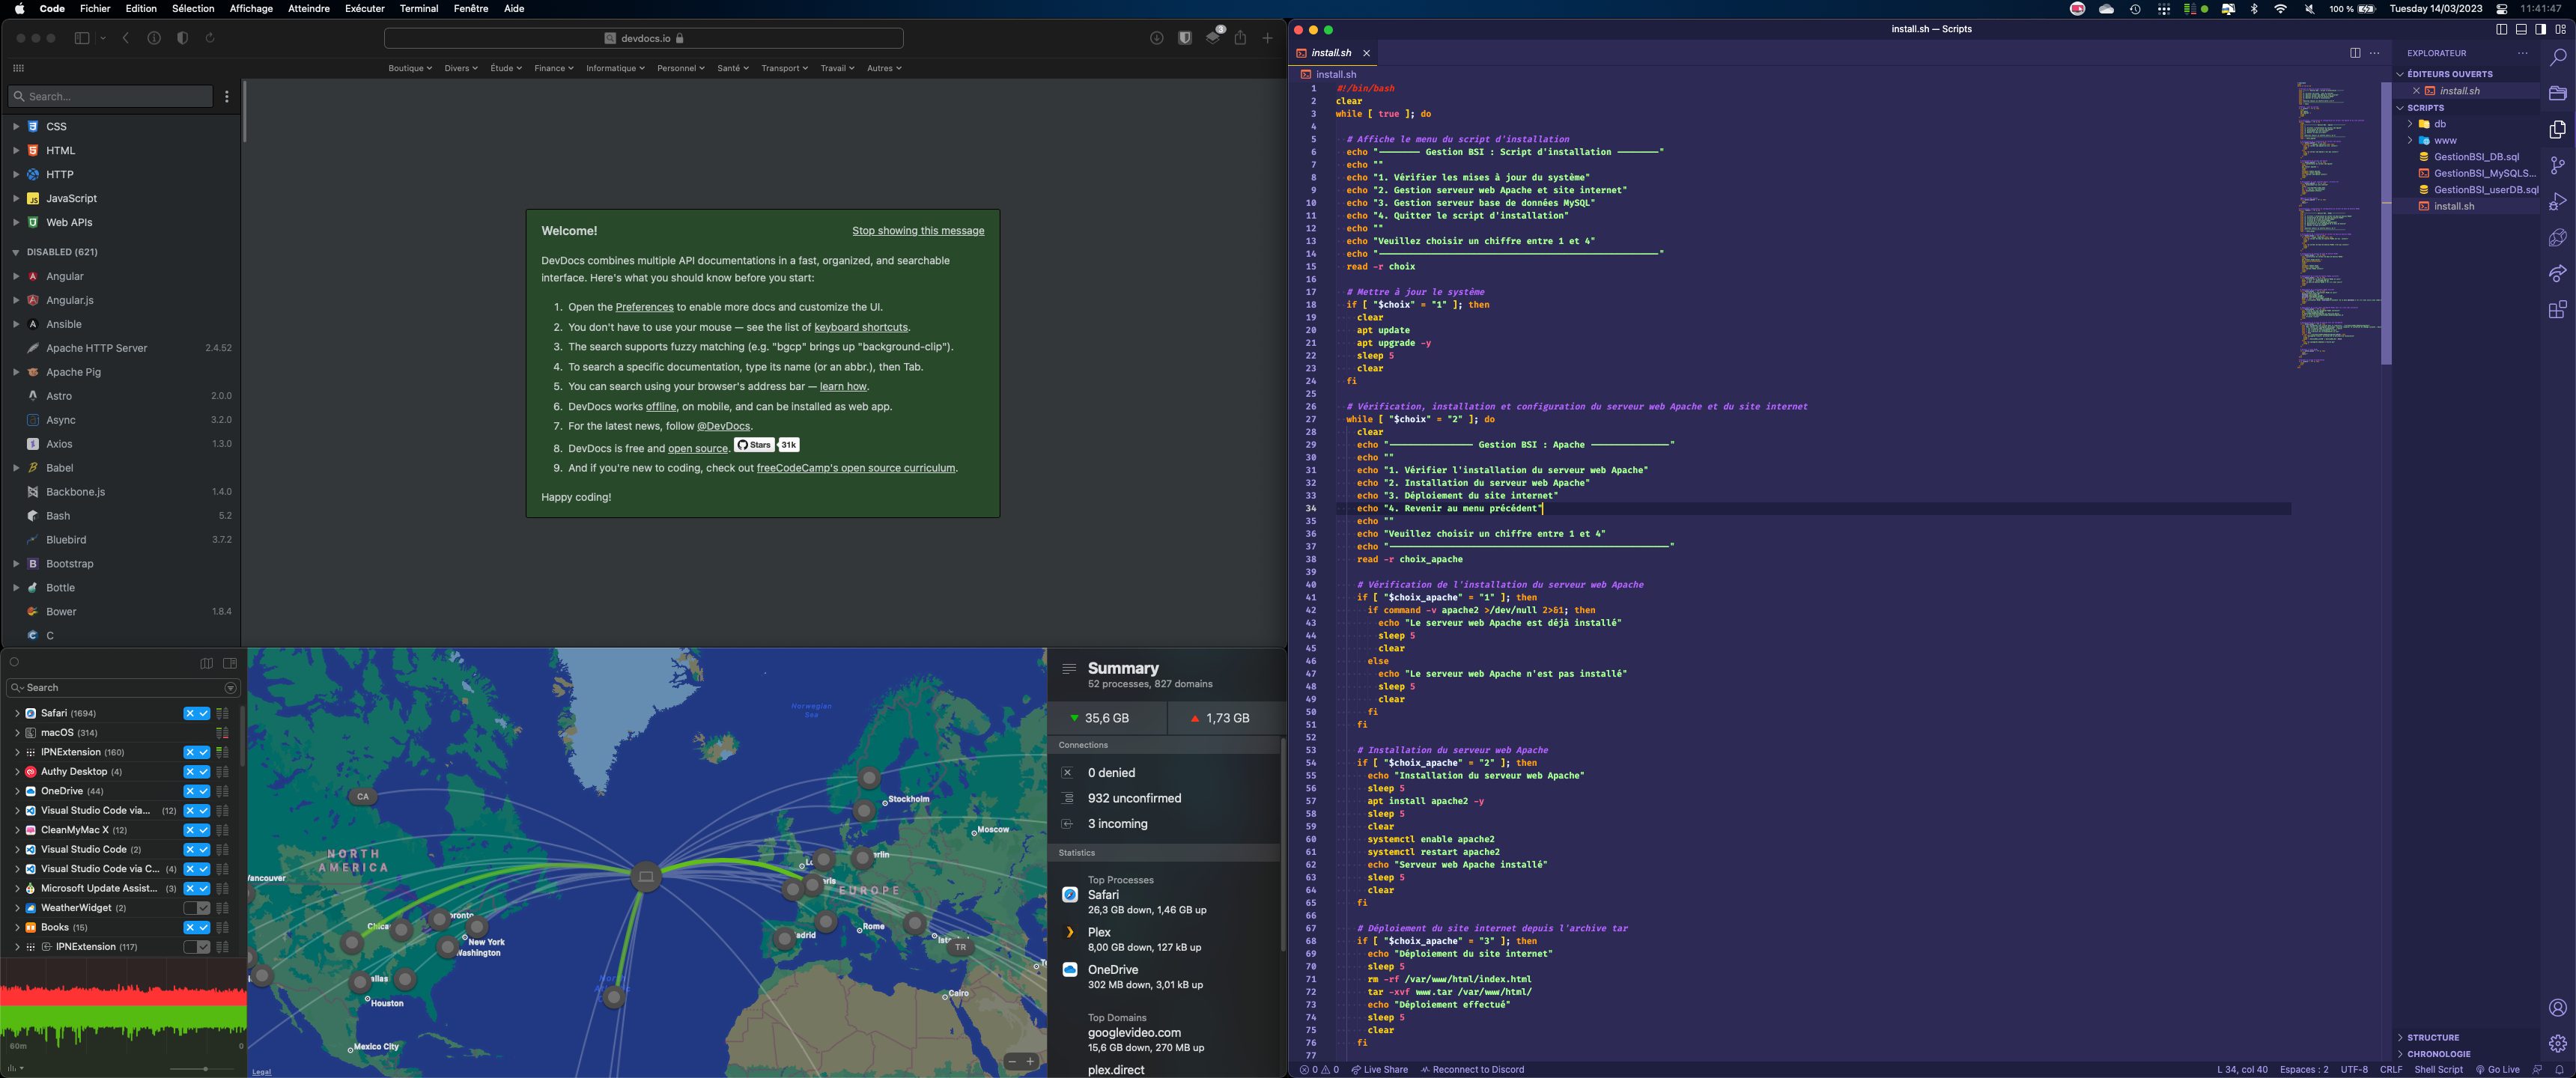 Code Fichier Edition Sélection Affichage Atteindre Exécuter Terminal Fenêtre Aide
100 % Tuesday 14/03/2023 11:41:47
devdocs.io
3
Boutique Divers Étude Finance Informatique Personnel Santé Transport Travail Autres
Search...
CSS
HTML
HTTP
JavaScript
Web APIs
DISABLED (621)
Angular
Angular.js
Ansible
Apache HTTP Server 2.4.52
Apache Pig
Astro 2.0.0
Async 3.2.0
Axios 1.3.0
Babel
Backbone.js 1.4.0
Bash 5.2
Bluebird 3.7.2
Bootstrap
Bottle
Bower 1.8.4
C
Welcome! Stop showing this message
DevDocs combines multiple API documentations in a fast, organized, and searchable
interface. Here's what you should know before you start:
1. Open the Preferences to enable more docs and customize the UI.
2. You don't have to use your mouse — see the list of keyboard shortcuts.
3. The search supports fuzzy matching (e.g. "bgcp" brings up "background-clip").
4. To search a specific documentation, type its name (or an abbr.), then Tab.
5. You can search using your browser's address bar — learn how.
6. DevDocs works offline, on mobile, and can be installed as web app.
7. For the latest news, follow @DevDocs.
8. DevDocs is free and open source. Stars 31k
9. And if you're new to coding, check out freeCodeCamp's open source curriculum.
Happy coding!
Search
Safari (1694)
macOS (314)
IPNExtension (160)
Authy Desktop (4)
OneDrive (44)
Visual Studio Code via... (12)
CleanMyMac X (12)
Visual Studio Code (2)
Visual Studio Code via C... (4)
Microsoft Update Assist... (3)
WeatherWidget (2)
Books (15)
IPNExtension (117)
60m 0
Norwegian
Sea
CA
Stockholm
Moscow
NORTH
AMERICA
ancouver
Lo
erlin
ris
EUROPE
Chica
oronto
New York
Washington
adrid
Rome
Ista
TR
allas
Houston
Cairo
Mexico City
Legal
Summary
52 processes, 827 domains
35,6 GB 1,73 GB
Connections
0 denied
932 unconfirmed
3 incoming
Statistics
Top Processes
Safari
26,3 GB down, 1,46 GB up
Plex
8,00 GB down, 127 kB up
OneDrive
302 MB down, 3,01 kB up
Top Domains
googlevideo.com
15,6 GB down, 270 MB up
plex.direct
install.sh — Scripts
install.sh
install.sh
1 #!/bin/bash
2 clear
3 while [ true ]; do
4
5 # Affiche le menu du script d'installation
6 echo "———— Gestion BSI : Script d'installation ————"
7 echo ""
8 echo "1. Vérifier les mises à jour du système"
9 echo "2. Gestion serveur web Apache et site internet"
10 echo "3. Gestion serveur base de données MySQL"
11 echo "4. Quitter le script d'installation"
12 echo ""
13 echo "Veuillez choisir un chiffre entre 1 et 4"
14 echo "————————————————————————"
15 read -r choix
16
17 # Mettre à jour le système
18 if [ "$choix" = "1" ]; then
19 clear
20 apt update
21 apt upgrade -y
22 sleep 5
23 clear
24 fi
25
26 # Vérification, installation et configuration du serveur web Apache et du site internet
27 while [ "$choix" = "2" ]; do
28 clear
29 echo "———————— Gestion BSI : Apache ————————"
30 echo ""
31 echo "1. Vérifier l'installation du serveur web Apache"
32 echo "2. Installation du serveur web Apache"
33 echo "3. Déploiement du site internet"
34 echo "4. Revenir au menu précédent"
35 echo ""
36 echo "Veuillez choisir un chiffre entre 1 et 4"
37 echo "————————————————————————"
38 read -r choix_apache
39
40 # Vérification de l'installation du serveur web Apache
41 if [ "$choix_apache" = "1" ]; then
42 if command -v apache2 >/dev/null 2>&1; then
43 echo "Le serveur web Apache est déjà installé"
44 sleep 5
45 clear
46 else
47 echo "Le serveur web Apache n'est pas installé"
48 sleep 5
49 clear
50 fi
51 fi
52
53 # Installation du serveur web Apache
54 if [ "$choix_apache" = "2" ]; then
55 echo "Installation du serveur web Apache"
56 sleep 5
57 apt install apache2 -y
58 sleep 5
59 clear
60 systemctl enable apache2
61 systemctl restart apache2
62 echo "Serveur web Apache installé"
63 sleep 5
64 clear
65 fi
66
67 # Déploiement du site internet depuis l'archive tar
68 if [ "$choix_apache" = "3" ]; then
69 echo "Déploiement du site internet"
70 sleep 5
71 rm -rf /var/www/html/index.html
72 tar -xvf www.tar /var/www/html/
73 echo "Déploiement effectué"
74 sleep 5
75 clear
76 fi
77
EXPLORATEUR
ÉDITEURS OUVERTS
install.sh
SCRIPTS
db
www
GestionBSI_DB.sql
GestionBSI_MySQLS...
GestionBSI_userDB.sql
install.sh
STRUCTURE
CHRONOLOGIE
0 0 Live Share Reconnect to Discord
L 34, col 40 Espaces : 2 UTF-8 CRLF Shell Script Go Live